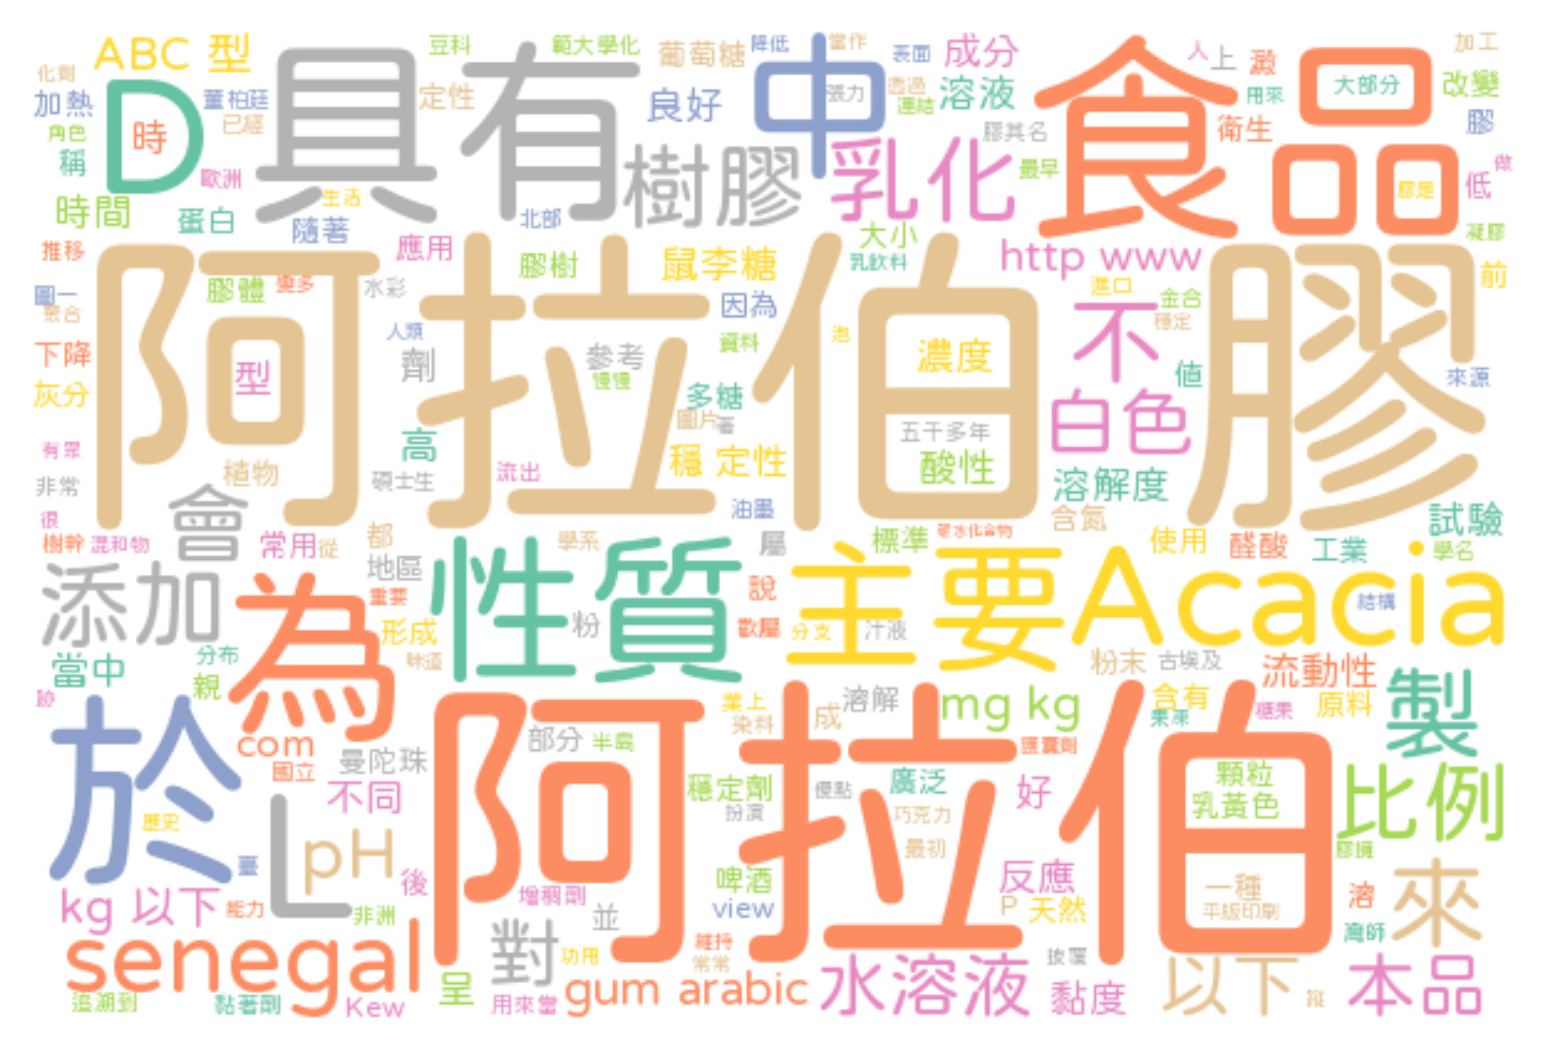 ABC 型
豆科
範大學化
葡萄糖
降低
當作
表面
成分
人
上
澱
加工
化劑
加熱
D
時
董柏廷
已經
具有
定性
良好
中
張力
透過
連結
溶液
食品
用來
大部分
改變
角色
稱
歐洲
樹膠
乳化
膠其名
最早
衛生
膠
膠是
低
做
時間
蛋白
生活
隨著
北部
大小
乳飲料
http www
凝膠
推移
阿拉伯膠
應用
膠樹
鼠李糖
膠體
變多
水彩
因為
進口
金合
穩定
前
圖一
聚合
人類
泡
資料
不
下降
型
劑
參考
慢慢
濃度
值
來源
灰分
多糖
圖片
著
白色
有眾
高
五千多年
植物
碩士生
流出
穩 定性
酸性
溶解度
非常
會
油墨
含氮
試驗
很
樹幹
混和物
常用
從
都
學系
屬
標準
碳水化合物
使用
醛酸
工業
學名
添加
為
地區
重要
性質
說
主要
Acacia
結構
形成
粉
歡屬
分支
汁液
當中
分布
味道
粉末
古埃及
流動性
親
跡
業上
染料
成
溶解
mg kg
含有
果凍
糖果
原料
製
於
com
國立
曼陀珠
部分
半島
阿拉伯
匯囊劑
不同
穩定劑
優點
廣泛
好
顆粒
乳黃色
比例
歷史
L
pH
扮演
巧克力
最初
膠擁
臺
後
啤酒
反應
一種
平版印刷
溶
來
kg 以下
能力
非洲
增稠劑
並
view
P
天然
灣師
senegal
對
功用
維持
常常
披覆
追溯到
黏著劑
Kew
呈
用來當
gum arabic
水溶液
黏度
以下
本品